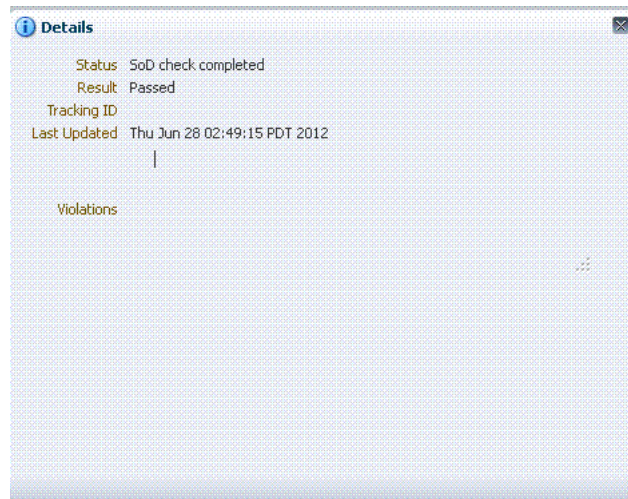 Details
Status SoD check completed
Result Passed
Tracking ID
Last Updated Thu Jun 28 02:49:15 PDT 2012
Violations